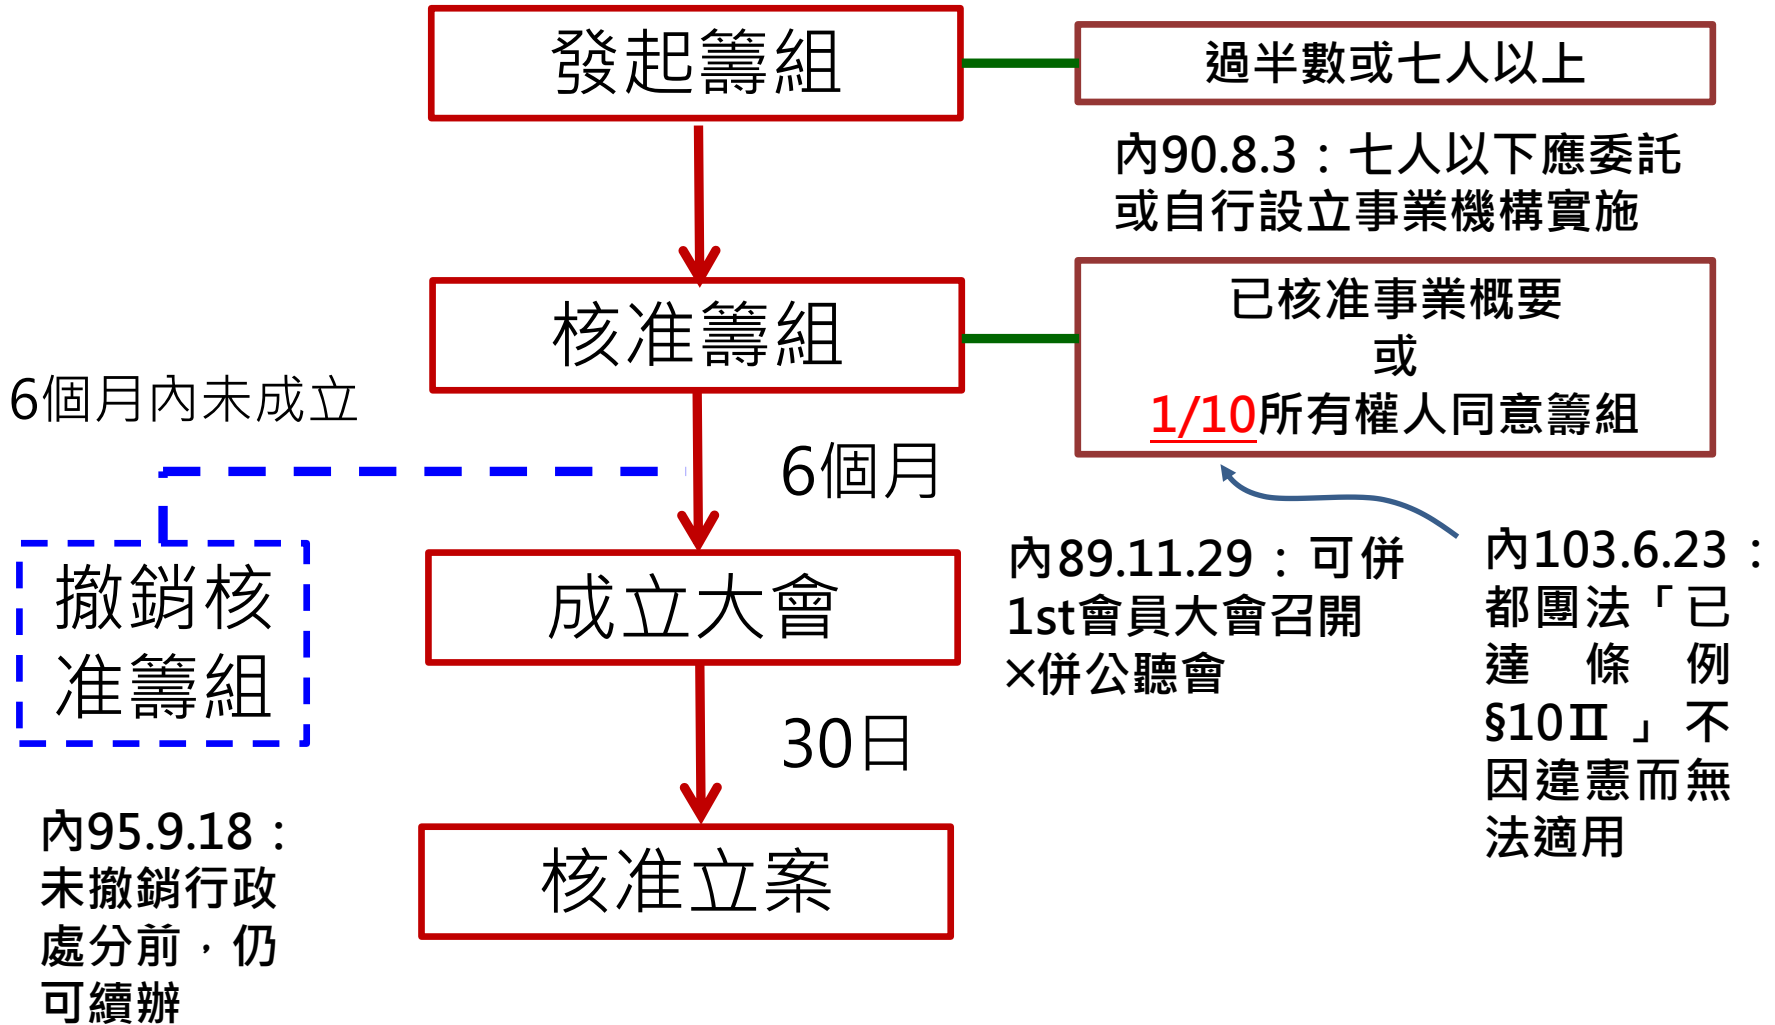 發起籌組
過半數或七人以上
內90.8.3：七人以下應委託
或自行設立事業機構實施
核准籌組
已核准事業概要
或
1/10所有權人同意籌組
6個月內未成立
6個月
撤銷核
准籌組
成立大會
內89.11.29：可併
1st會員大會召開
×併公聽會
內103.6.23：
都團法「已
達條例
§10Ⅱ」不
因違憲而無
法適用
30日
內95.9.18：
未撤銷行政
處分前，仍
可續辦
核准立案